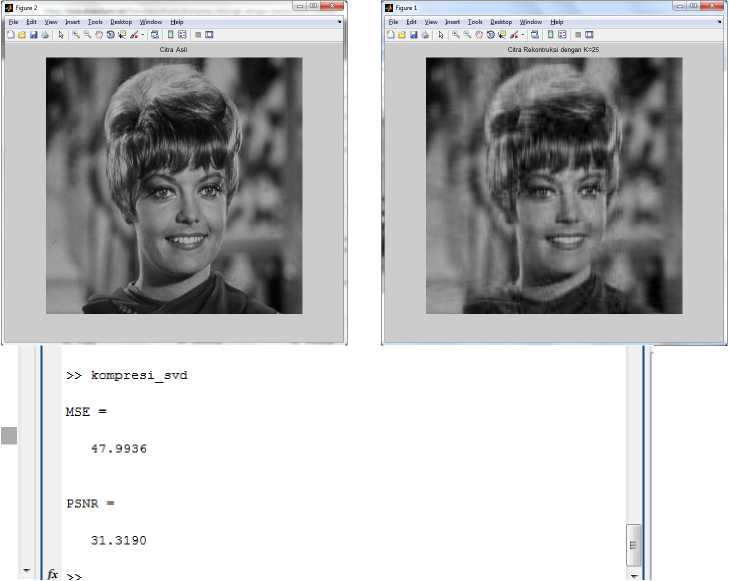 Figure 2
File Edit View Insert Tools Desktop Window Help
Citra Asli
Figure 1
File Edit View Insert Tools Desktop Window Help
Citra Rekontruksi dengan K=25
>> kompresi_svd
MSE =
47.9936
PSNR =
31.3190
fx >>